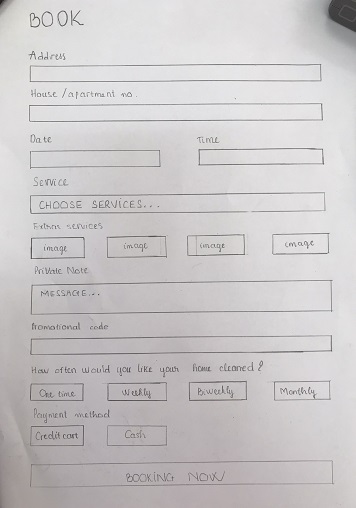 BOOK
Address
House / apartment no.
Date Time
Service
CHOOSE SERVICES...
Extras services
image image image image
Private Note
MESSAGE...
Promotional code
How often would you like your home cleaned?
One time Weekly Biweekly Monthly
Payment method
Credit cart Cash
BOOKING NOW